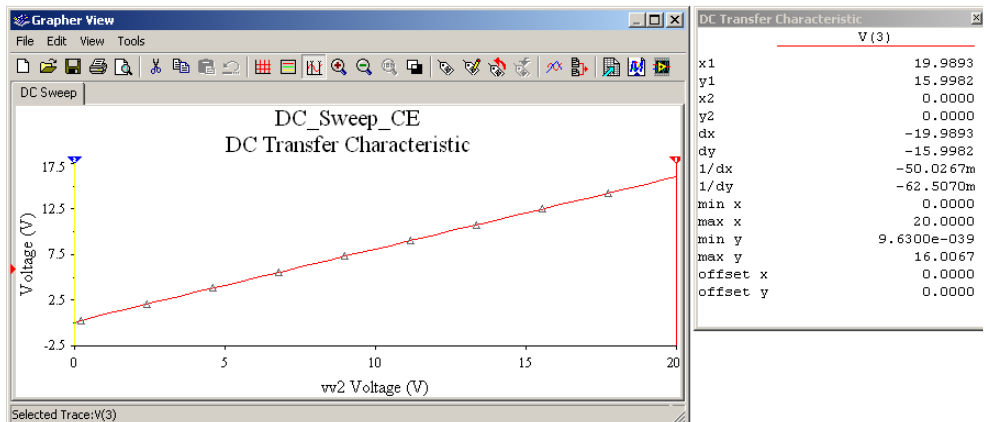 Grapher View
File Edit View Tools
DC Sweep
DC_Sweep_CE
DC Transfer Characteristic
Voltage (V)
17.5
12.5
7.5
2.5
-2.5
0 5 10 15 20
vv2 Voltage (V)
Selected Trace:V(3)
DC Transfer Characteristic
V(3)
x1 19.9893
y1 15.9982
x2 0.0000
y2 0.0000
dx -19.9893
dy -15.9982
1/dx -50.0267m
1/dy -62.5070m
min x 0.0000
max x 20.0000
min y 9.6300e-039
max y 16.0067
offset x 0.0000
offset y 0.0000